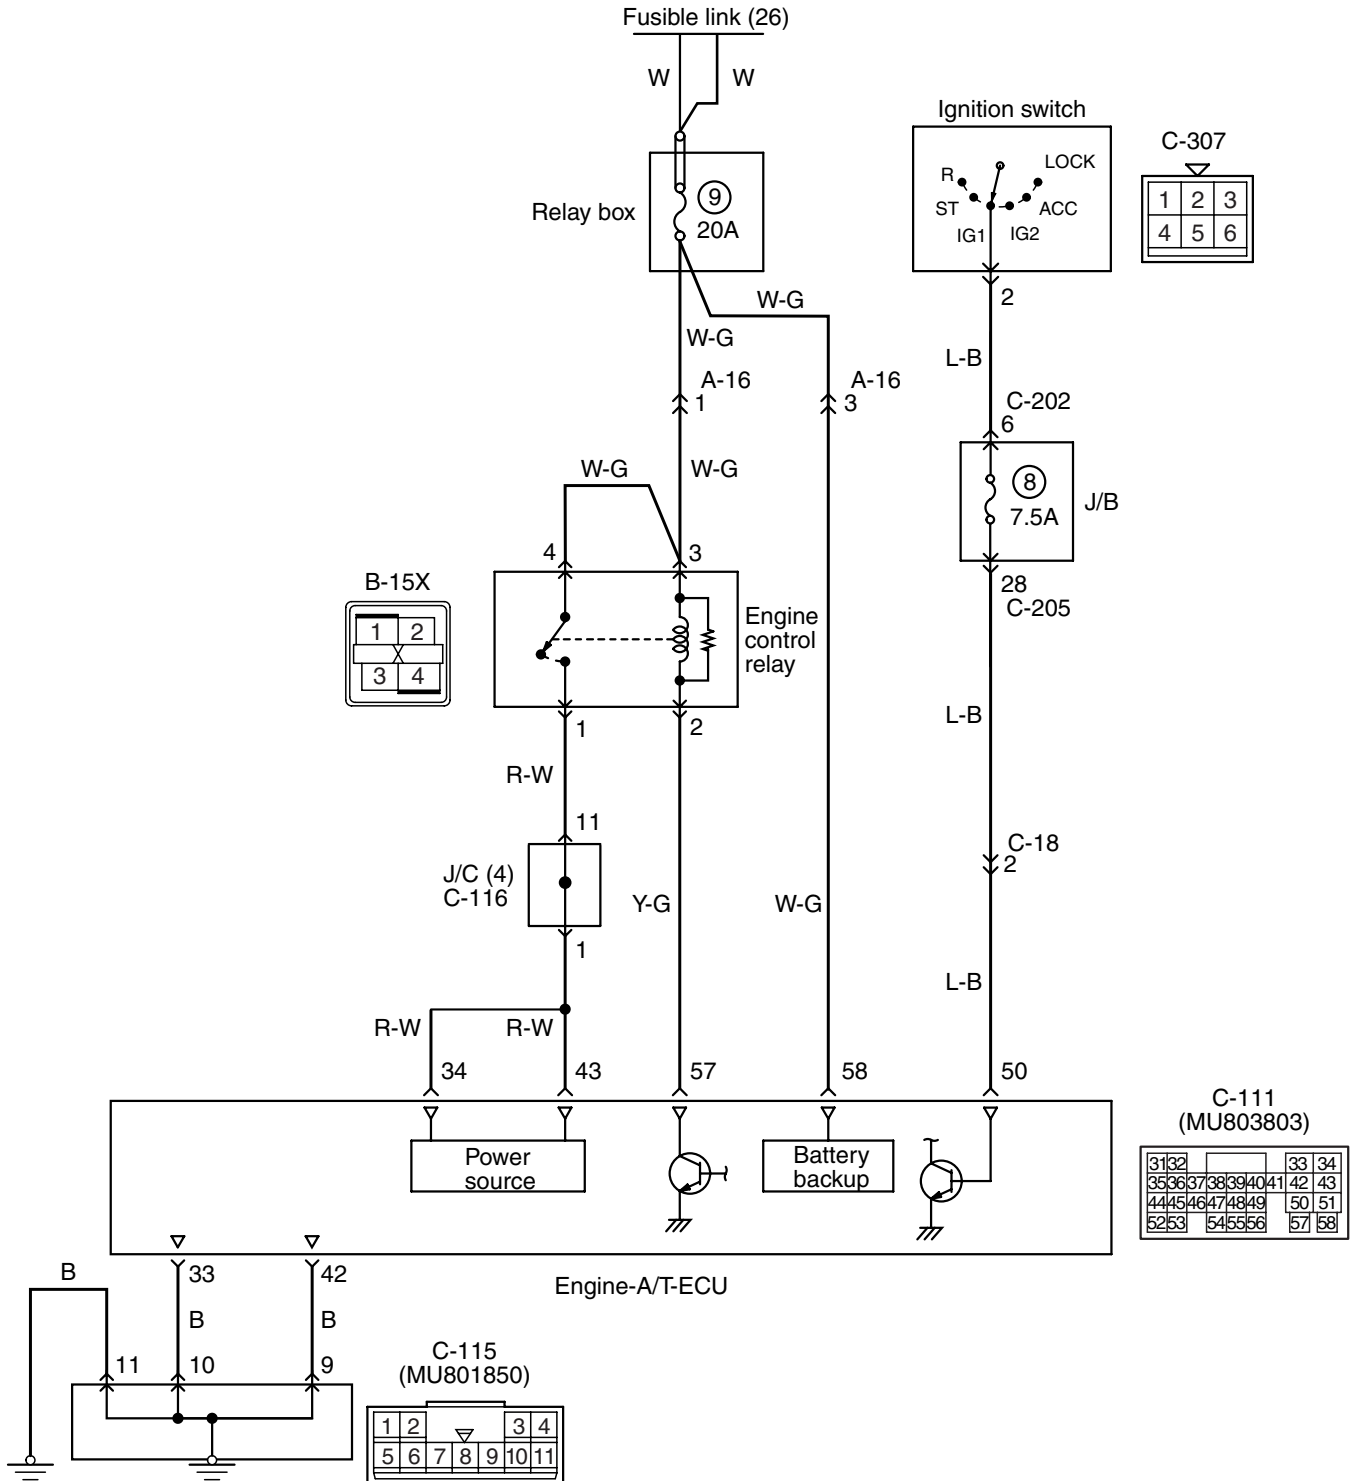 Fusible link (26)
W
W
Ignition switch
R
LOCK
ST
ACC
IG1
IG2
C-307
1 2 3
4 5 6
Relay box
9
20A
2
W-G
W-G
L-B
A-16
1
A-16
3
C-202
6
W-G
W-G
8
7.5A
J/B
4
3
28
C-205
B-15X
1 2
3 4
Engine
control
relay
1
2
L-B
R-W
11
J/C (4)
C-116
C-18
2
Y-G
W-G
1
L-B
R-W
R-W
34
43
57
58
50
Power
source
Battery
backup
C-111
(MU803803)
31 32 33 34
35 36 37 38 39 40 41 42 43
44 45 46 47 48 49 50 51
52 53 54 55 56 57 58
Engine-A/T-ECU
B
33
42
B
B
11
10
9
C-115
(MU801850)
1 2 3 4
5 6 7 8 9 10 11